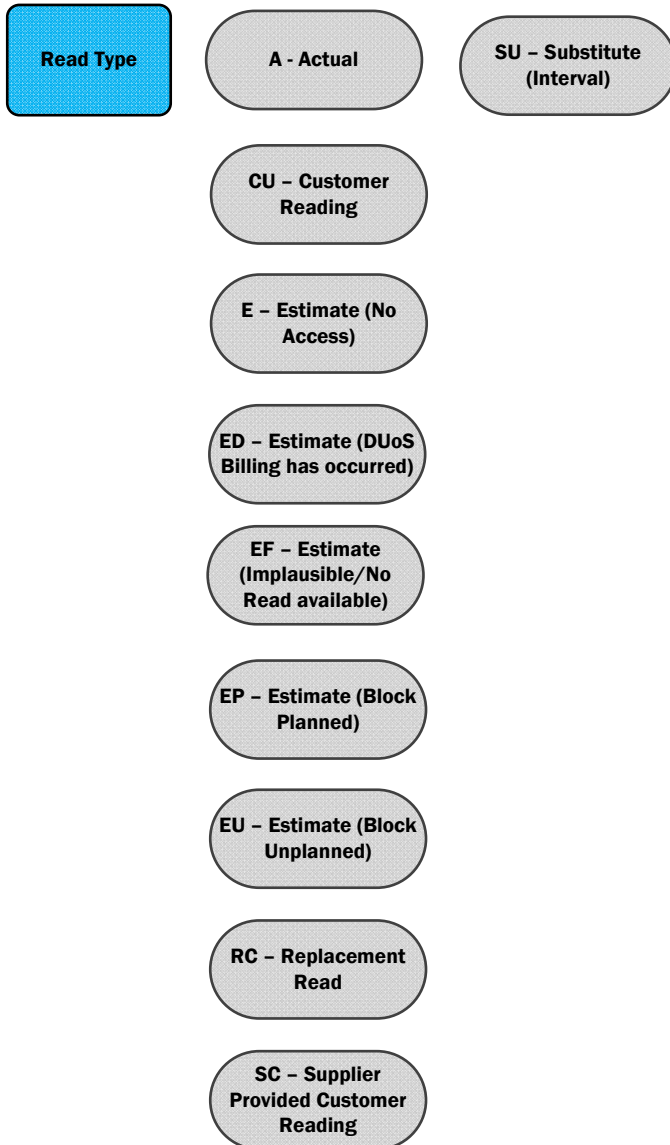 Read Type
A - Actual
SU – Substitute
(Interval)
CU – Customer
Reading
E – Estimate (No
Access)
ED – Estimate (DUoS
Billing has occurred)
EF – Estimate
(Implausible/No
Read available)
EP – Estimate (Block
Planned)
EU – Estimate (Block
Unplanned)
RC – Replacement
Read
SC – Supplier
Provided Customer
Reading